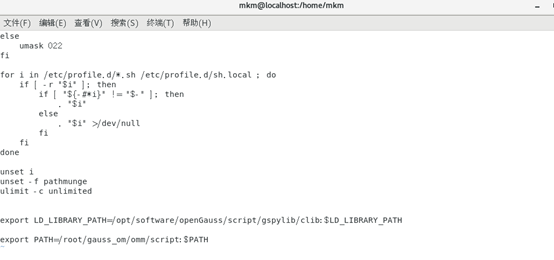 mkm@localhost:/home/mkm
文件(F) 编辑(E) 查看(V) 搜索(S) 终端(T) 帮助(H)
else
    umask 022
fi
for i in /etc/profile.d/*.sh /etc/profile.d/sh.local ; do
    if [ -r "$i" ]; then
        if [ "${-#*i}" != "$-" ]; then
            . "$i"
        else
            . "$i" >/dev/null
        fi
    fi
done
unset i
unset -f pathmunge
ulimit -c unlimited
export LD_LIBRARY_PATH=/opt/software/openGauss/script/gspylib/clib:$LD_LIBRARY_PATH
export PATH=/root/gauss_om/omm/script:$PATH